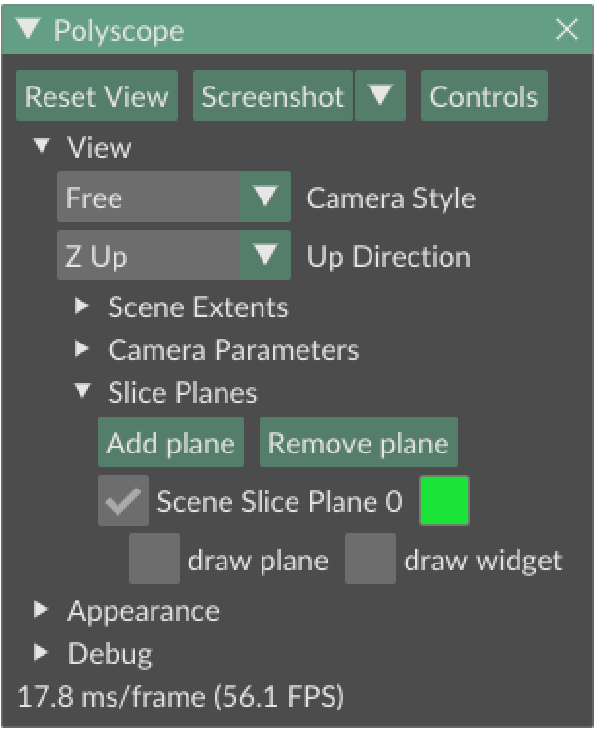 Polyscope
Reset View Screenshot Controls
View
Free Camera Style
Z Up Up Direction
Scene Extents
Camera Parameters
Slice Planes
Add plane Remove plane
Scene Slice Plane 0
draw plane draw widget
Appearance
Debug
17.8 ms/frame (56.1 FPS)